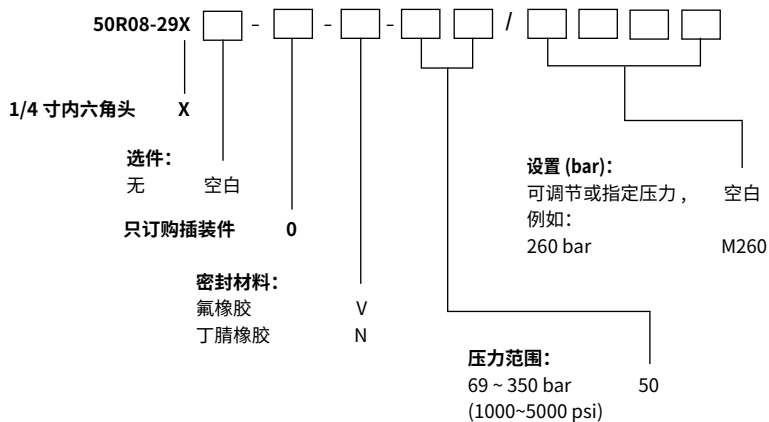 50R08-29X - - - /
1/4 寸内六角头 X
选件：
无 空白
只订购插装件 0
密封材料：
氟橡胶 V
丁腈橡胶 N
设置 (bar)：
可调节或指定压力， 空白
例如：
260 bar M260
压力范围：
69 ~ 350 bar 50
(1000~5000 psi)